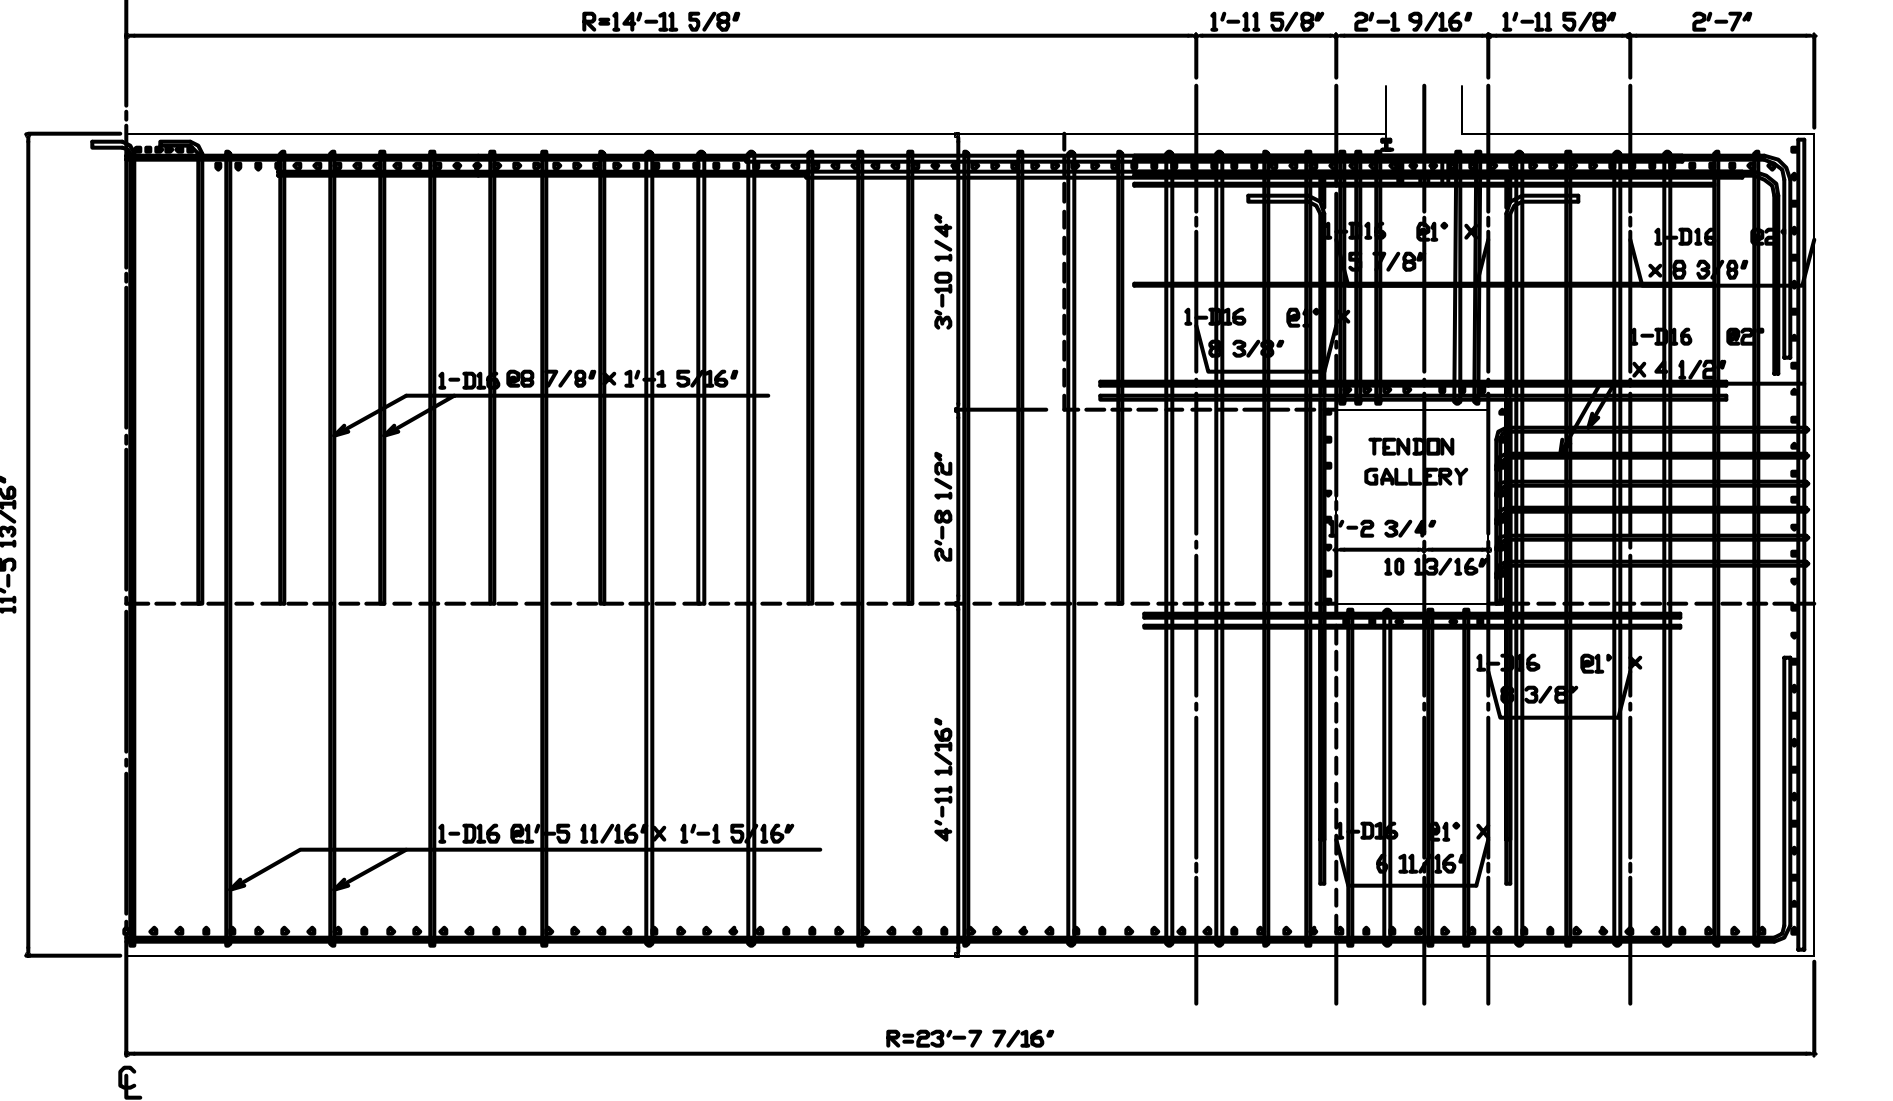 R=14'-11 5/8" 1'-11 5/8" 2'-1 9/16" 1'-11 5/8" 2'-7"
1-D16 @1° ×
5 7/8"
1-D16 @2°
× 8 3/8"
3'-10 1/4"
1-D16 @1° ×
8 3/8"
1-D16 @2°
× 4 1/2"
1-D16 @8 7/8" × 1'-1 5/16"
TENDON
GALLERY
11'-5 13/16"
2'-8 1/2"
1'-2 3/4"
10 13/16"
1-D16 @1° ×
8 3/8"
4'-11 1/16"
1-D16 @1'-5 11/16" × 1'-1 5/16"
1-D16 @1° ×
6 11/16"
R=23'-7 7/16"
℄